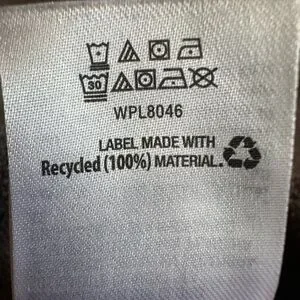 30
WPL8046
LABEL MADE WITH
Recycled (100%) MATERIAL.